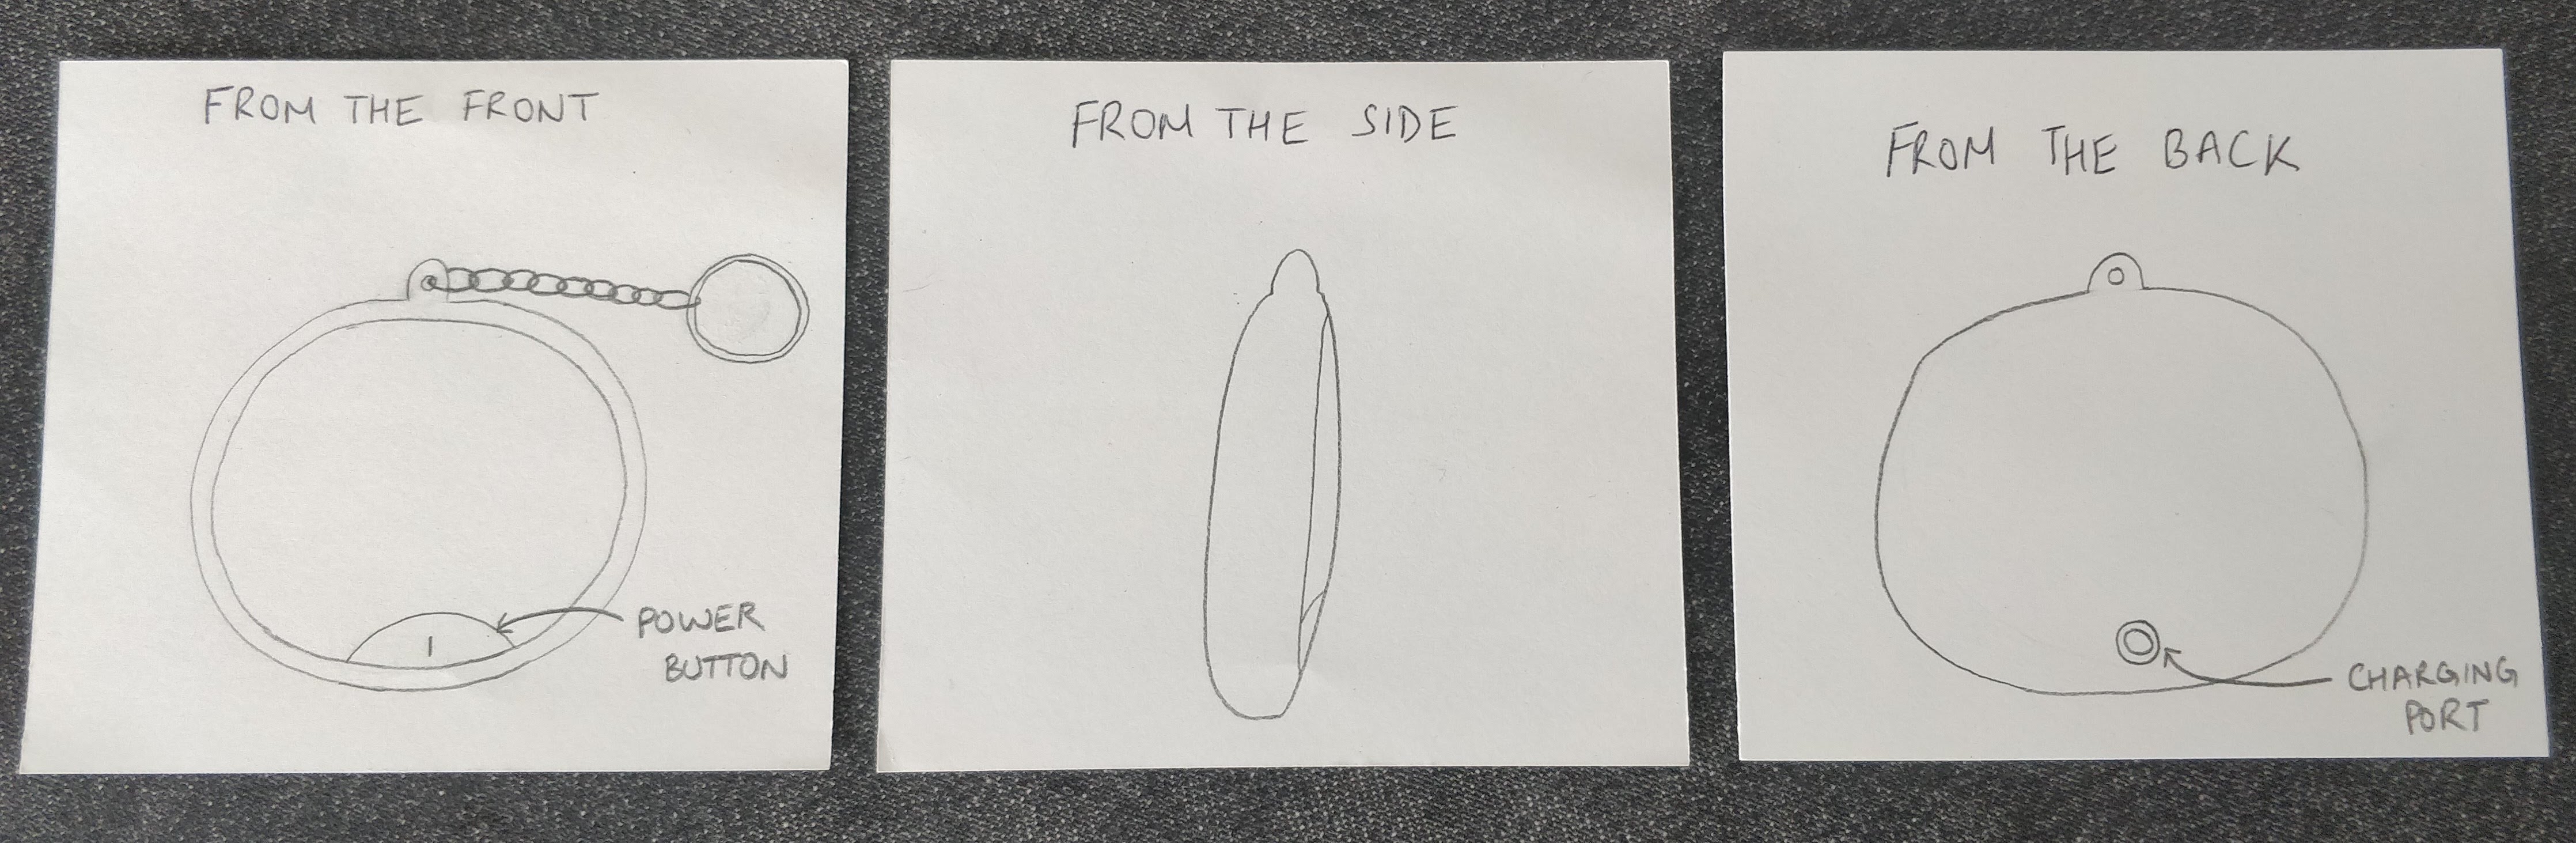 FROM THE FRONT
POWER
BUTTON
FROM THE SIDE
FROM THE BACK
CHARGING
PORT